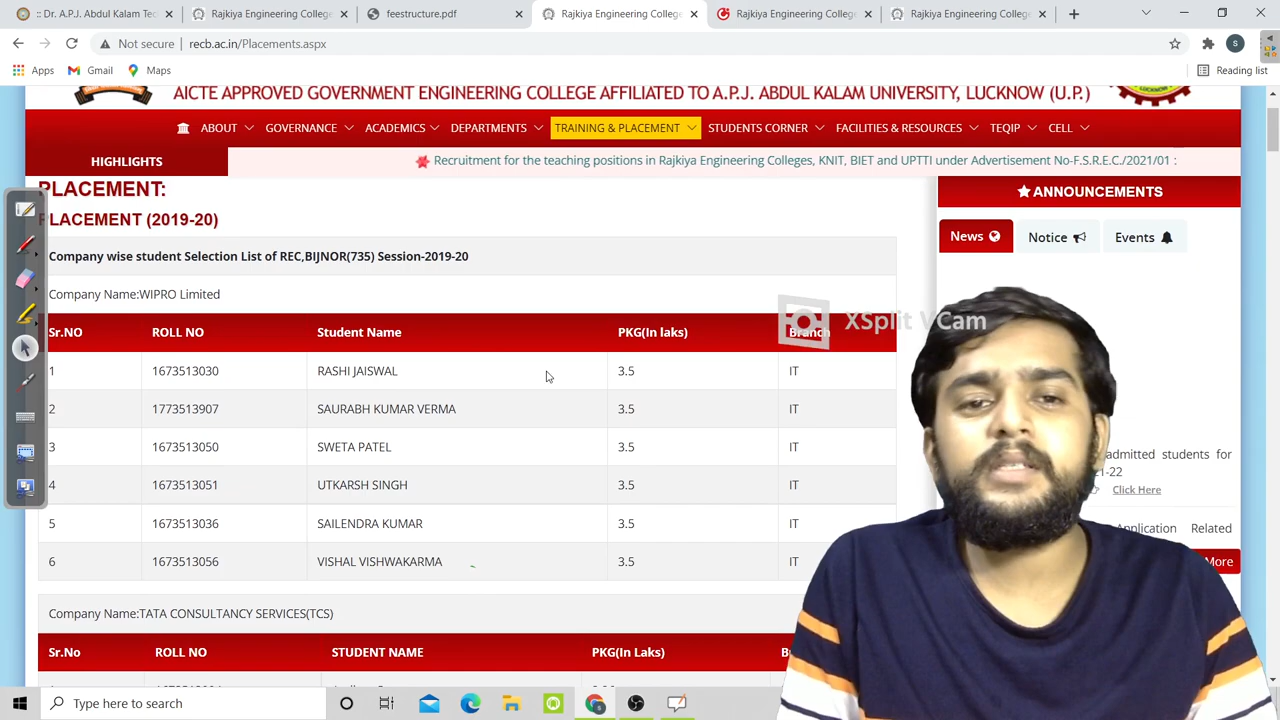 : Dr. A.P.J. Abdul Kalam Tec
Rajkiya Engineering College
feestructure.pdf
Rajkiya Engineering College
Rajkiya Engineering College
Rajkiya Engineering College
Not secure
recb.ac.in/Placements.aspx
S
Apps
Gmail
Maps
Reading list
AICTE APPROVED GOVERNMENT ENGINEERING COLLEGE AFFILIATED TO A.P.J. ABDUL KALAM UNIVERSITY, LUCKNOW (U.P.)
ABOUT GOVERNANCE ACADEMICS DEPARTMENTS TRAINING & PLACEMENT STUDENTS CORNER FACILITIES & RESOURCES TEQIP CELL
HIGHLIGHTS
Recruitment for the teaching positions in Rajkiya Engineering Colleges, KNIT, BIET and UPTTI under Advertisement No-F.S.R.E.C./2021/01 :
PLACEMENT:
PLACEMENT (2019-20)
ANNOUNCEMENTS
News Notice Events
Company wise student Selection List of REC,BIJNOR(735) Session-2019-20
Company Name:WIPRO Limited
XSplit VCam
Sr.NO ROLL NO Student Name PKG(In laks) Branch
1 1673513030 RASHI JAISWAL 3.5 IT
2 1773513907 SAURABH KUMAR VERMA 3.5 IT
3 1673513050 SWETA PATEL 3.5 IT
4 1673513051 UTKARSH SINGH 3.5 IT
5 1673513036 SAILENDRA KUMAR 3.5 IT
6 1673513056 VISHAL VISHWAKARMA 3.5 IT
admitted students for
21-22
Click Here
Application Related
More
Company Name:TATA CONSULTANCY SERVICES(TCS)
Sr.No ROLL NO STUDENT NAME PKG(In Laks)
Type here to search